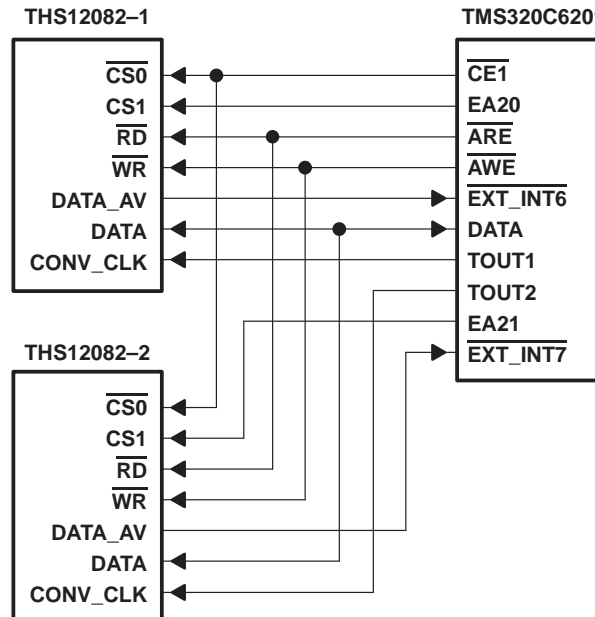 THS12082–1
CS0
CS1
RD
WR
DATA_AV
DATA
CONV_CLK
TMS320C6201
CE1
EA20
ARE
AWE
EXT_INT6
DATA
TOUT1
TOUT2
EA21
EXT_INT7
THS12082–2
CS0
CS1
RD
WR
DATA_AV
DATA
CONV_CLK